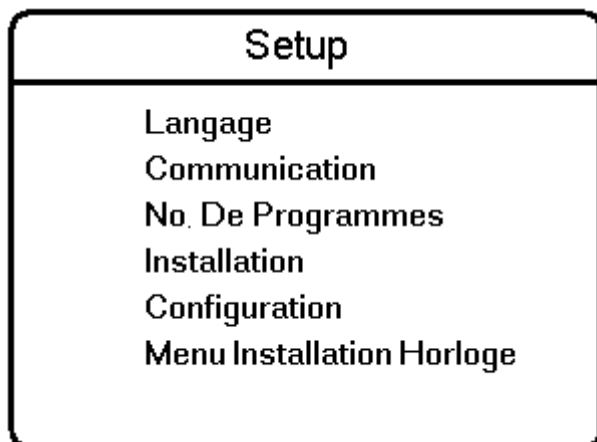 Setup
Langage
Communication
No. De Programmes
Installation
Configuration
Menu Installation Horloge